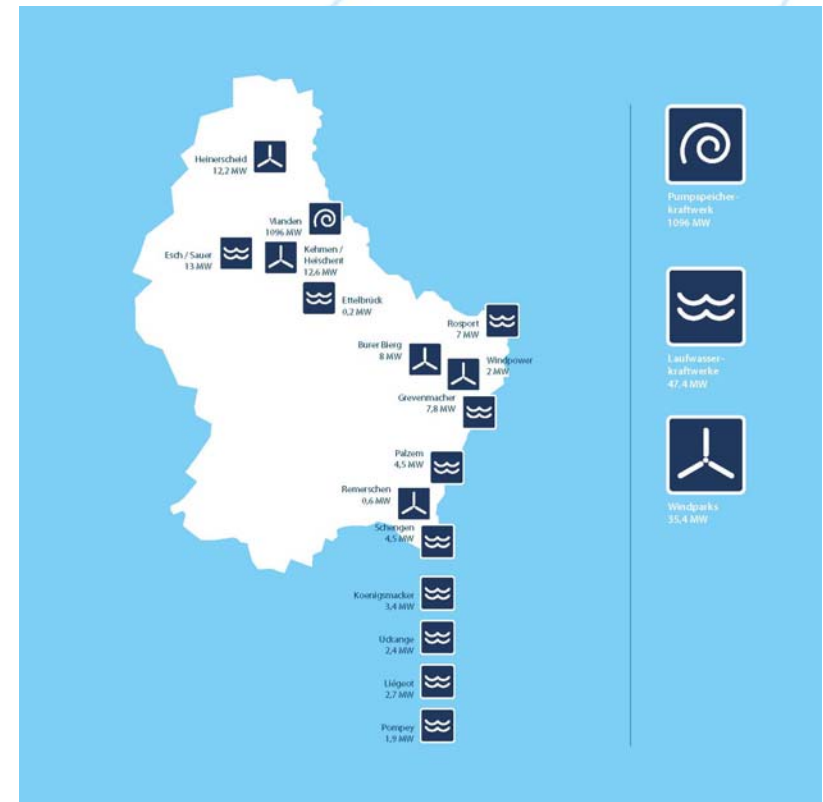 Heinerscheid
12,2 MW
Vianden
1096 MW
Esch / Sauer
13 MW
Kehmen /
Heischent
12,6 MW
Ettelbrück
0,2 MW
Rosport
7 MW
Burer Bierg
8 MW
Windpower
2 MW
Grevenmacher
7,8 MW
Palzem
4,5 MW
Remerschen
0,6 MW
Schengen
4,5 MW
Koenigsmacker
3,4 MW
Uckange
2,4 MW
Liégeot
2,7 MW
Pompey
1,9 MW
Pumpspeicher-
kraftwerk
1096 MW
Laufwasser-
kraftwerke
47,4 MW
Windparks
35,4 MW